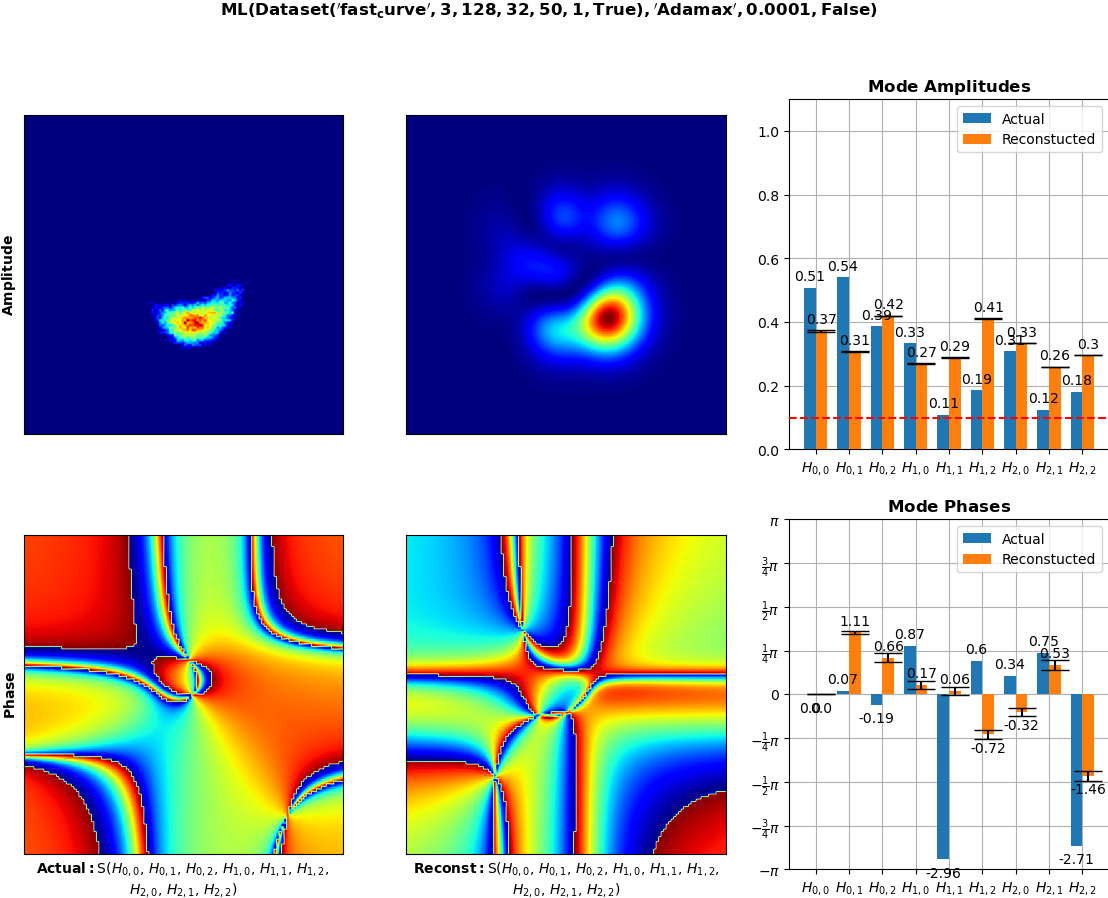 ML(Dataset('fast_curve', 3, 128, 32, 50, 1, True), 'Adamax', 0.0001, False)
Amplitude
Mode Amplitudes
Actual
Reconstucted
1.0
0.8
0.6
0.4
0.2
0.0
0.51 0.54 0.39 0.33 0.11 0.19 0.31 0.12 0.18
0.37 0.31 0.42 0.27 0.29 0.41 0.33 0.26 0.3
H0,0 H0,1 H0,2 H1,0 H1,1 H1,2 H2,0 H2,1 H2,2
Phase
Actual: S(H0,0, H0,1, H0,2, H1,0, H1,1, H1,2,
H2,0, H2,1, H2,2)
Reconst: S(H0,0, H0,1, H0,2, H1,0, H1,1, H1,2,
H2,0, H2,1, H2,2)
Mode Phases
Actual
Reconstucted
π
3/4π
1/2π
1/4π
0
−1/4π
−1/2π
−3/4π
−π
0.0 0.07 -0.19 0.87 -2.96 0.6 0.34 0.75 -2.71
0.0 1.11 0.66 0.17 0.06 -0.72 -0.32 0.53 -1.46
H0,0 H0,1 H0,2 H1,0 H1,1 H1,2 H2,0 H2,1 H2,2